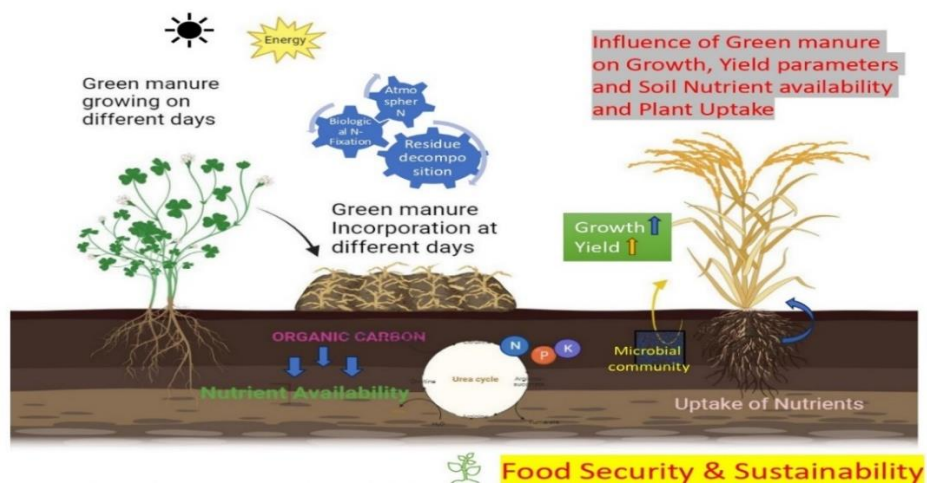 Energy
Green manure
growing on
different days
Atmo
spher
N
Biologic
al N-
Fixation
Residue
decompo
sition
Green manure
Incorporation at
different days
Influence of Green manure
on Growth, Yield parameters
and Soil Nutrient availability
and Plant Uptake
Growth
Yield
ORGANIC CARBON
Nutrient Availability
Urea cycle
N
P
K
Microbial
community
Uptake of Nutrients
Food Security & Sustainability